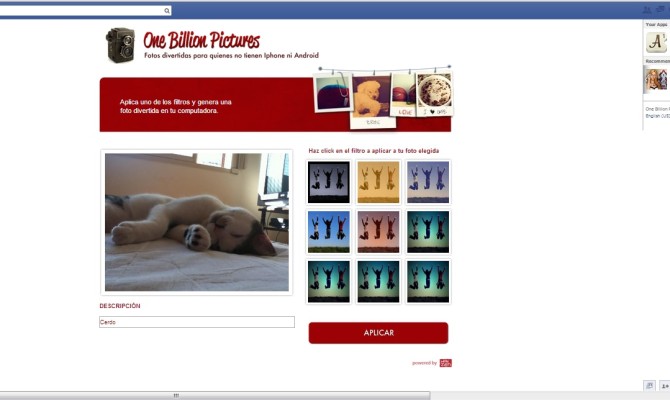 Your Apps
One Billion Pictures
Fotos divertidas para quienes no tienen Iphone ni Android
Aplica uno de los filtros y genera una
foto divertida en tu computadora.
Haz click en el filtro a aplicar a tu foto elegida
DESCRIPCIÓN
Cerdo
APLICAR
powered by
Recommen
One Billion P
English (US)